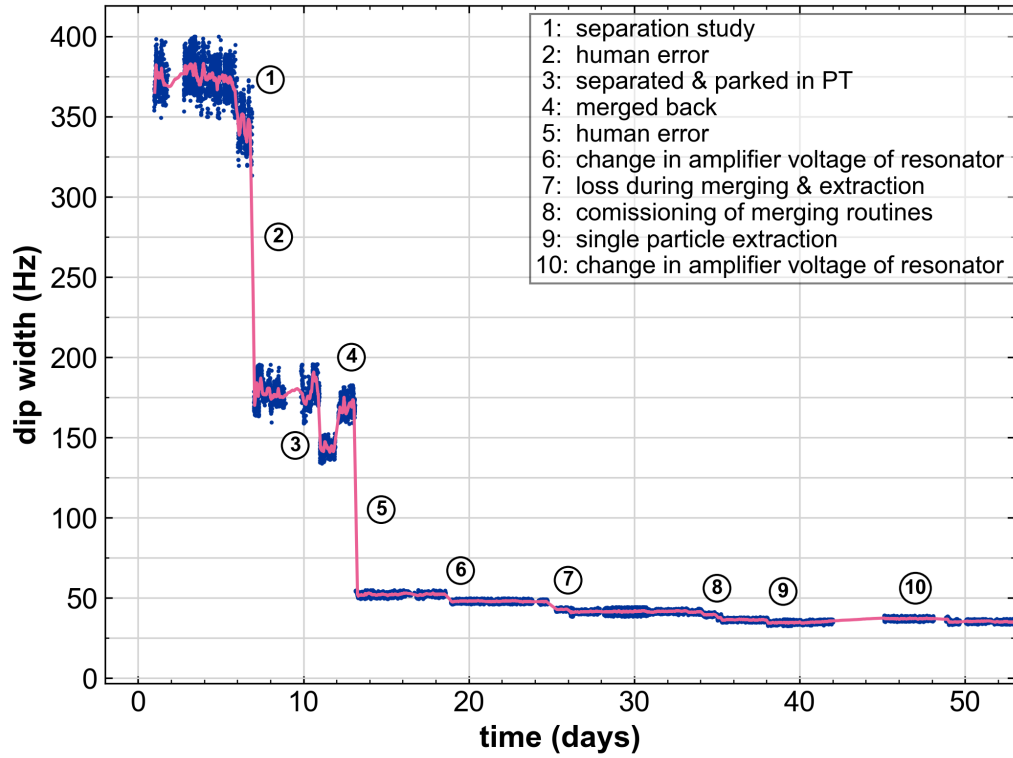 1: separation study
2: human error
3: separated & parked in PT
4: merged back
5: human error
6: change in amplifier voltage of resonator
7: loss during merging & extraction
8: comissioning of merging routines
9: single particle extraction
10: change in amplifier voltage of resonator
dip width (Hz)
400
350
300
250
200
150
100
50
0
1
2
3
4
5
6
7
8
9
10
0 10 20 30 40 50
time (days)